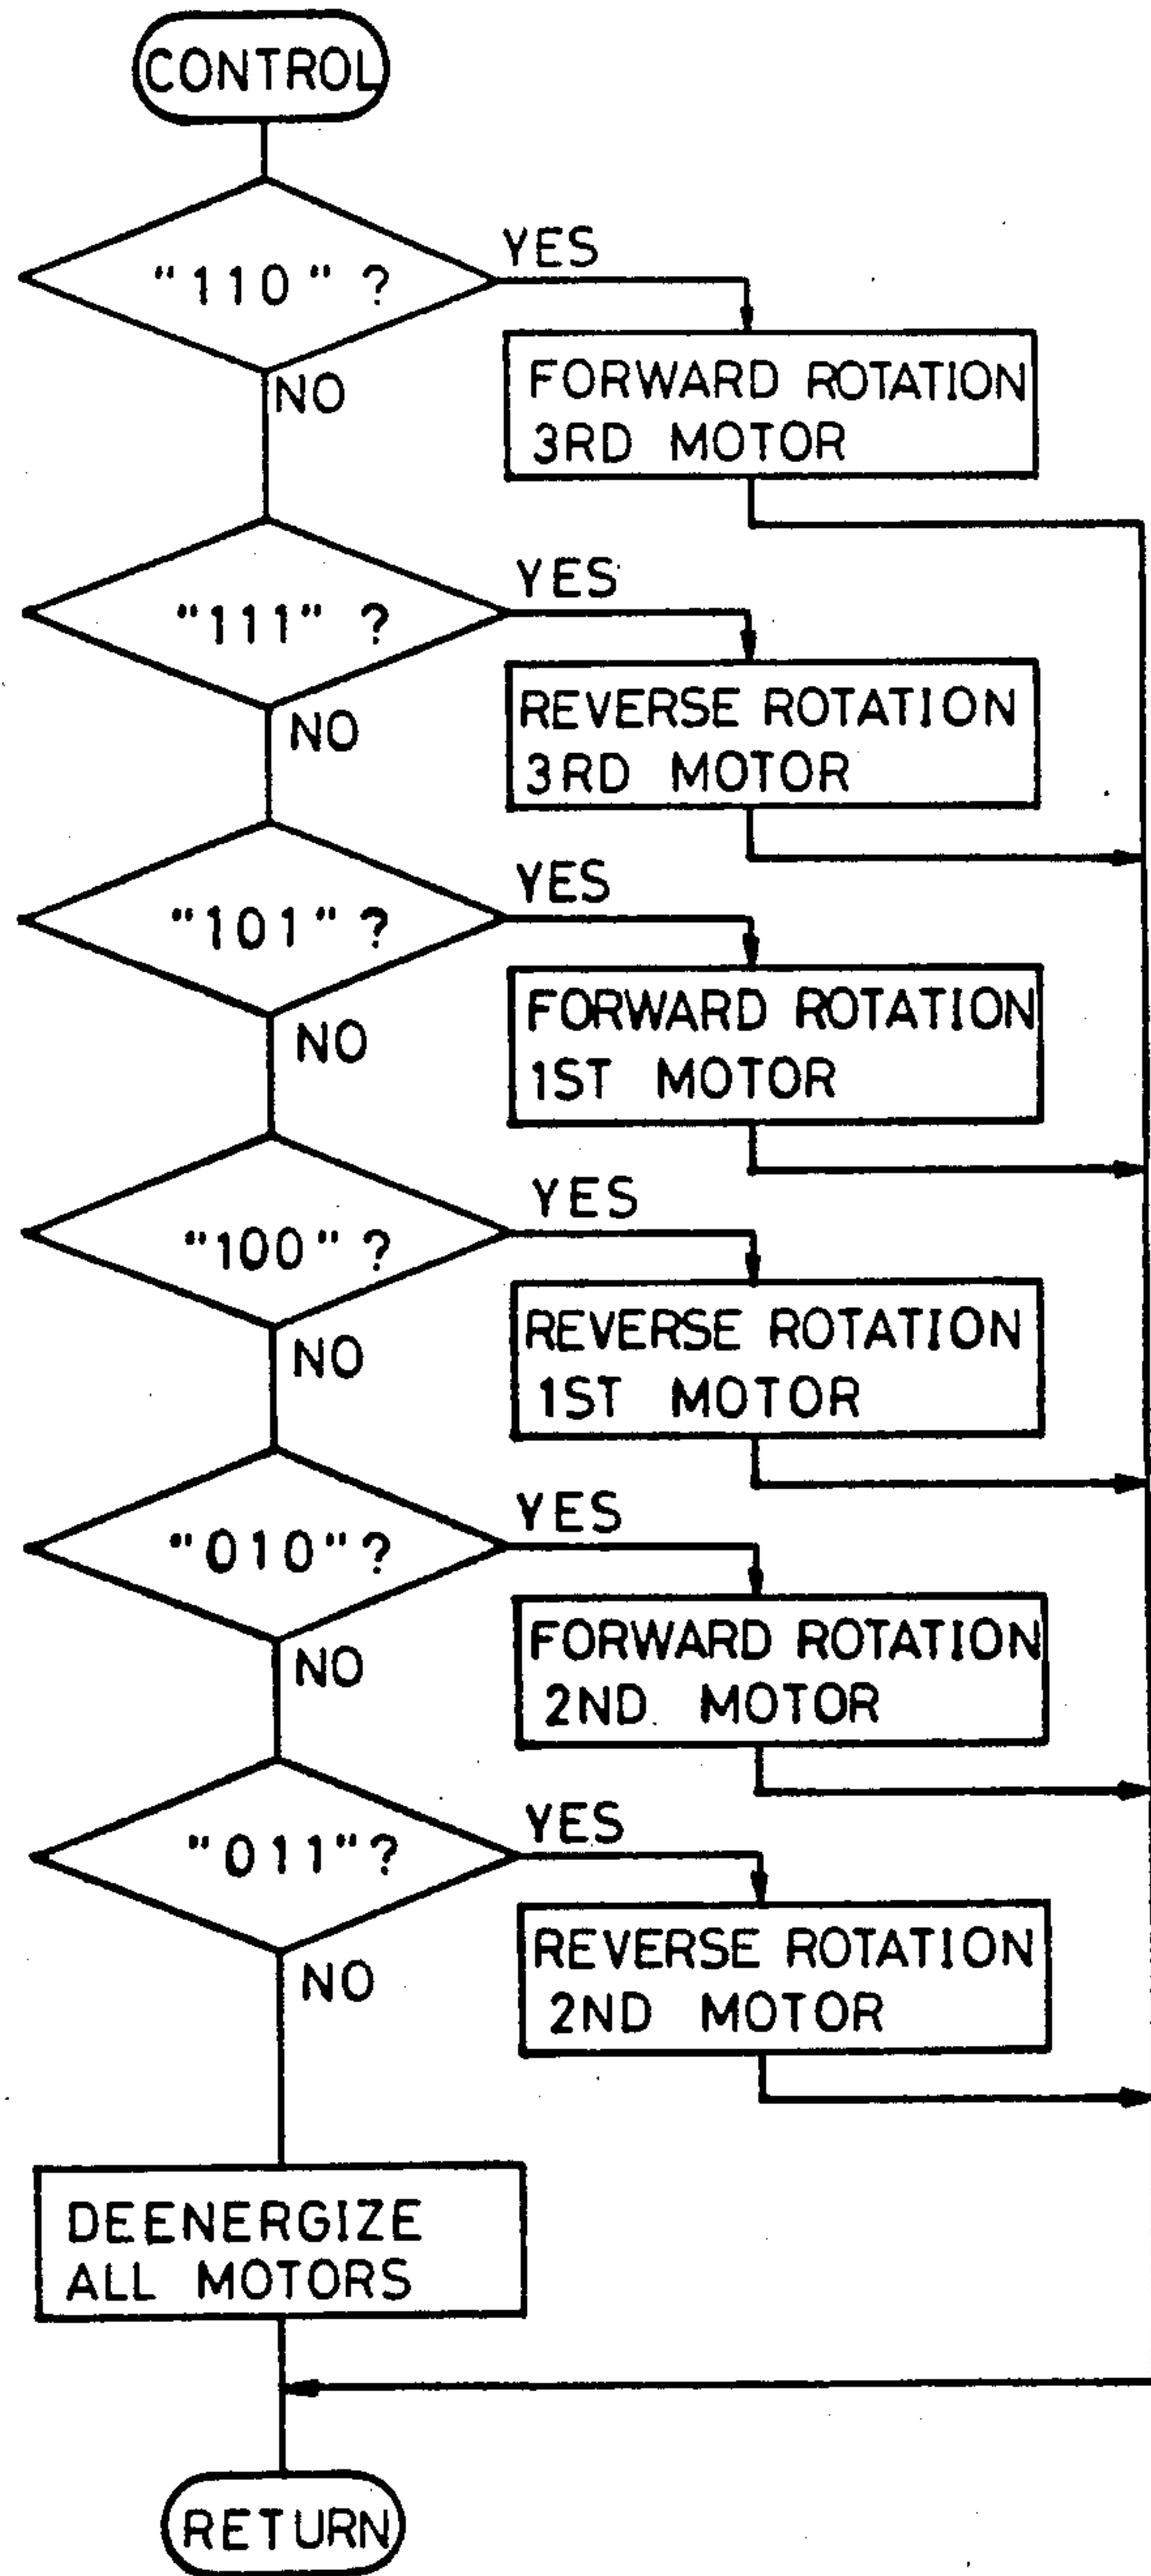 CONTROL
"110" ?
YES
NO
FORWARD ROTATION
3RD MOTOR
"111" ?
YES
NO
REVERSE ROTATION
3RD MOTOR
"101" ?
YES
NO
FORWARD ROTATION
1ST MOTOR
"100" ?
YES
NO
REVERSE ROTATION
1ST MOTOR
"010" ?
YES
NO
FORWARD ROTATION
2ND MOTOR
"011" ?
YES
NO
REVERSE ROTATION
2ND MOTOR
DEENERGIZE
ALL MOTORS
RETURN